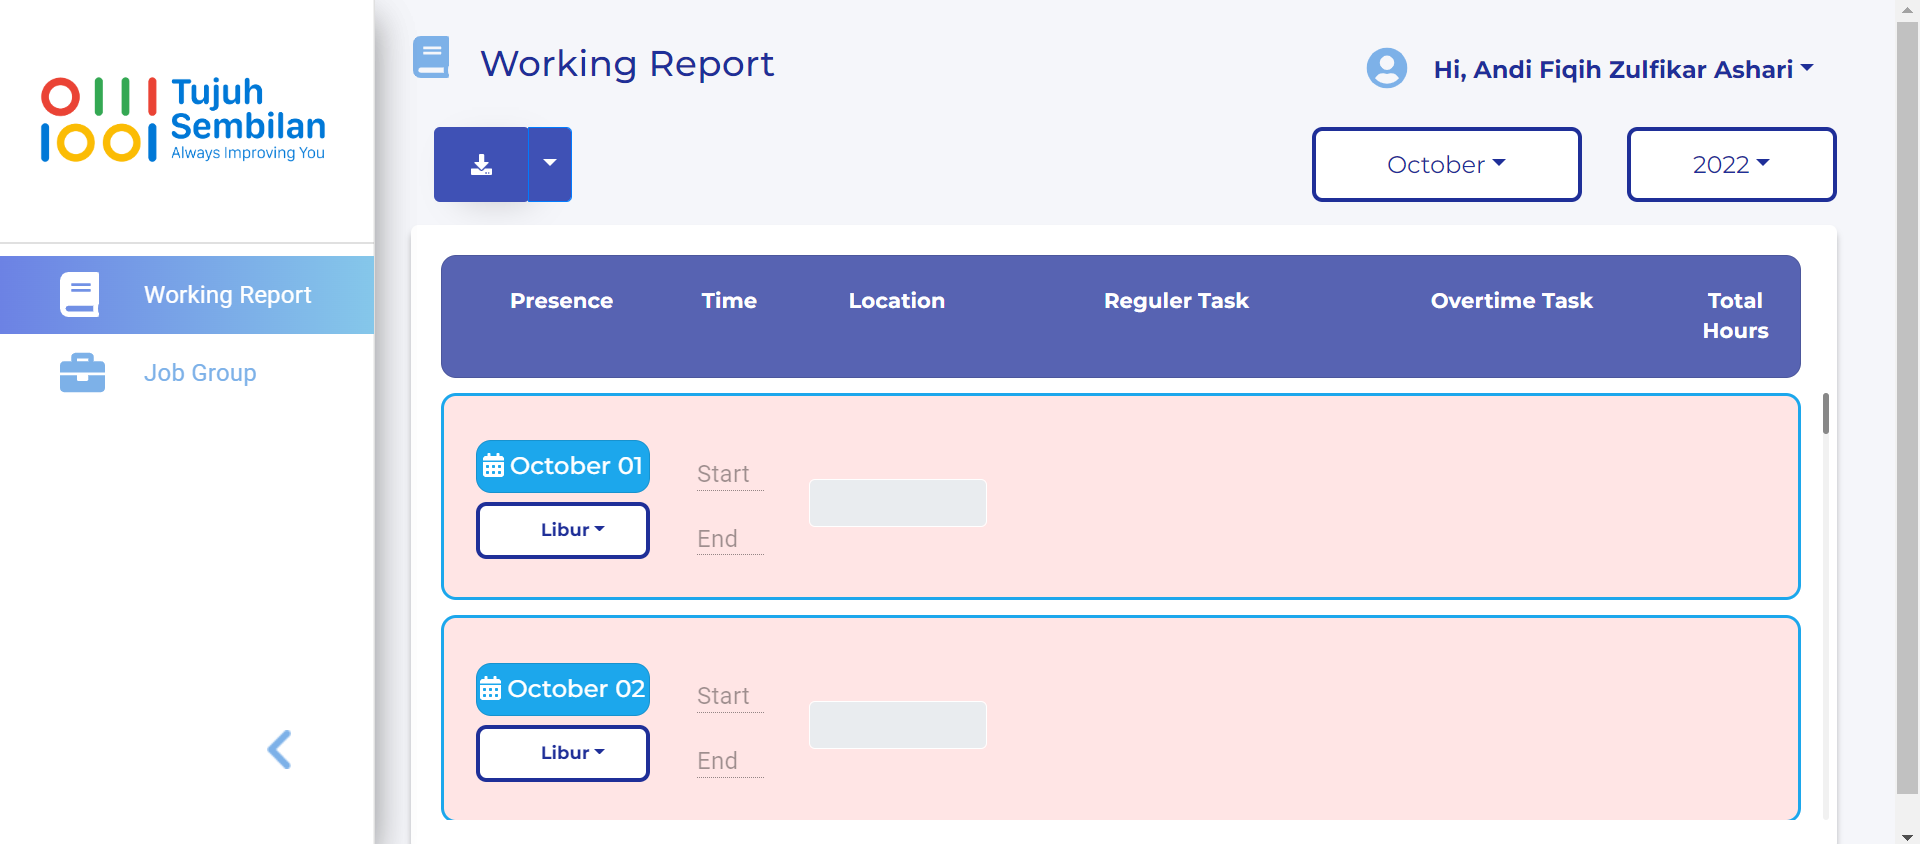 Tujuh
Sembilan
Always Improving You
Working Report
Job Group
Working Report
Hi, Andi Fiqih Zulfikar Ashari
October
2022
Presence Time Location Reguler Task Overtime Task Total Hours
October 01
Libur
Start
End
October 02
Libur
Start
End